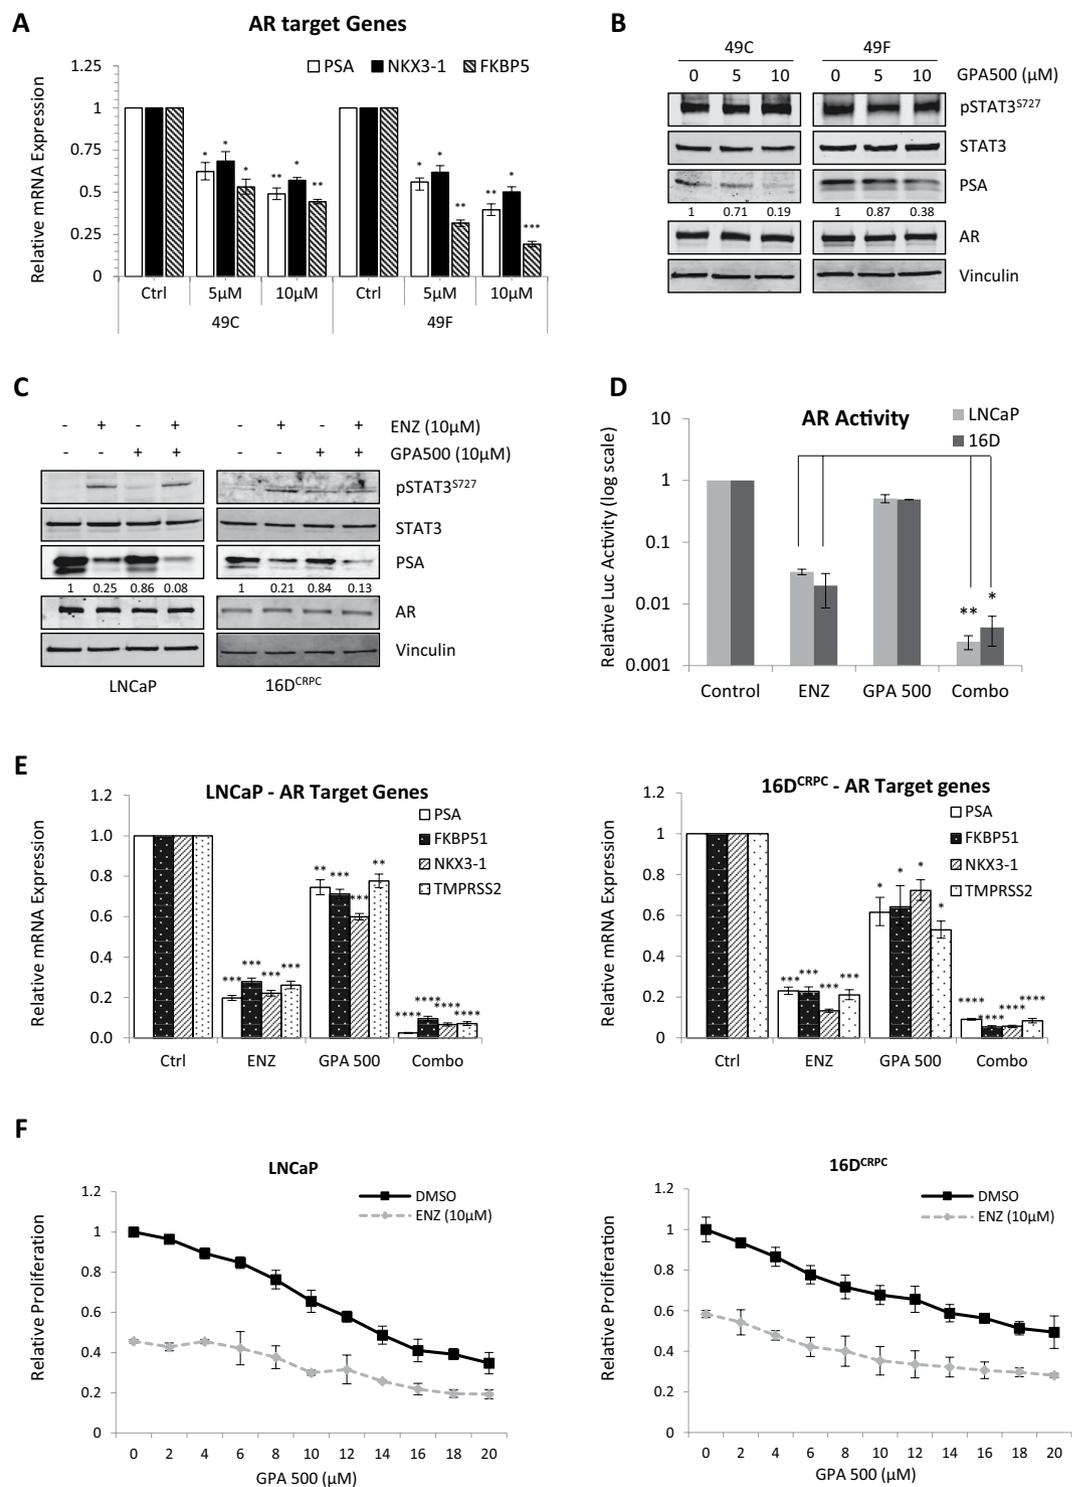 A
AR target Genes
PSA NKX3-1 FKBP5
Relative mRNA Expression
1.25
1
0.75
0.5
0.25
0
* * * ** * ** * * ** ** * ***
Ctrl 5μM 10μM Ctrl 5μM 10μM
49C 49F
B
49C 49F
0 5 10 0 5 10 GPA500 (μM)
pSTAT3S727
STAT3
PSA
1 0.71 0.19 1 0.87 0.38
AR
Vinculin
C
- + - + - + - + ENZ (10μM)
- - + + - - + + GPA500 (10μM)
pSTAT3S727
STAT3
PSA
1 0.25 0.86 0.08 1 0.21 0.84 0.13
AR
Vinculin
LNCaP 16DCRPC
D
AR Activity
LNCaP
16D
Relative Luc Activity (log scale)
10
1
0.1
0.01
0.001
** *
Control ENZ GPA 500 Combo
E
LNCaP - AR Target Genes
PSA
FKBP51
NKX3-1
TMPRSS2
Relative mRNA Expression
1.2
1.0
0.8
0.6
0.4
0.2
0.0
*** *** *** *** ** *** *** ** **** **** **** ****
Ctrl ENZ GPA 500 Combo
16DCRPC - AR Target genes
PSA
FKBP51
NKX3-1
TMPRSS2
Relative mRNA Expression
1.2
1
0.8
0.6
0.4
0.2
0
*** *** *** *** * * * * **** **** **** ****
Ctrl ENZ GPA 500 Combo
F
LNCaP
DMSO
ENZ (10μM)
Relative Proliferation
1.2
1
0.8
0.6
0.4
0.2
0
0 2 4 6 8 10 12 14 16 18 20
GPA 500 (μM)
16DCRPC
DMSO
ENZ (10μM)
Relative Proliferation
1.2
1
0.8
0.6
0.4
0.2
0
0 2 4 6 8 10 12 14 16 18 20
GPA 500 (μM)